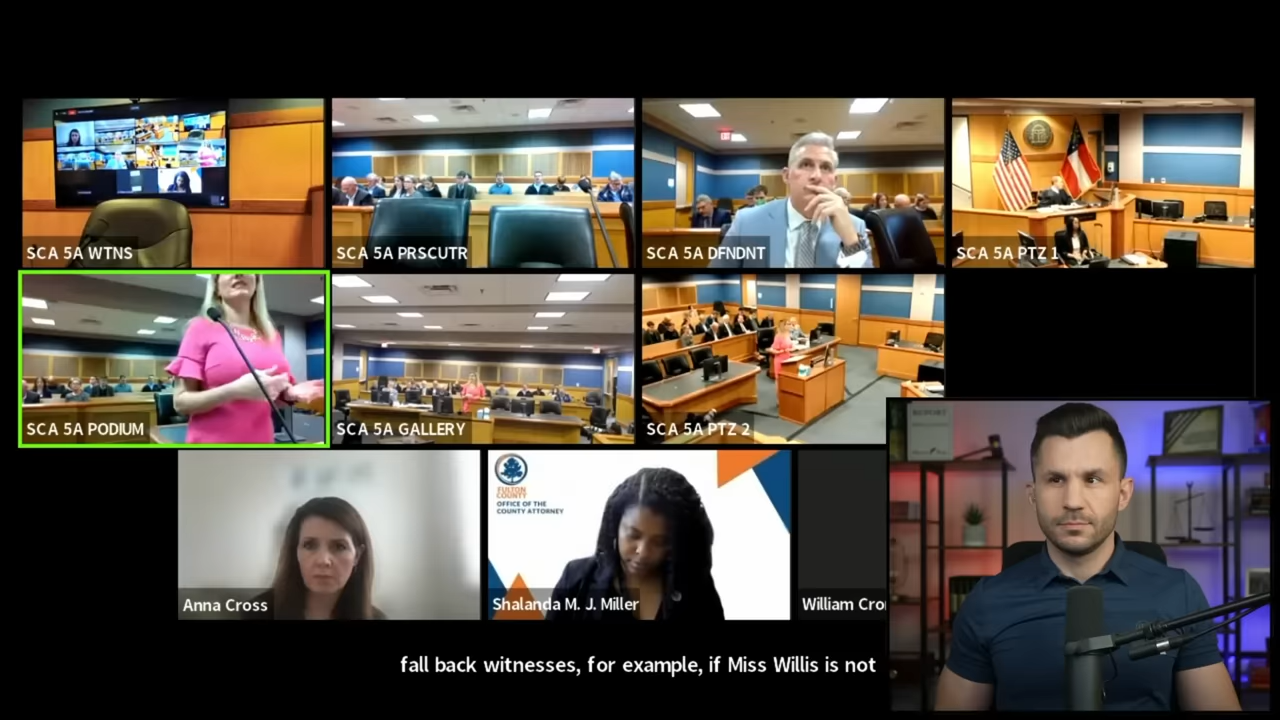 SCA 5A WTNS
SCA 5A PRSCUTR
SCA 5A DFNDNT
SCA 5A PTZ 1
SCA 5A PODIUM
SCA 5A GALLERY
SCA 5A PTZ 2
REPORT
FULTON
COUNTY
OFFICE OF THE
COUNTY ATTORNEY
Anna Cross
Shalanda M. J. Miller
William Cro
fall back witnesses, for example, if Miss Willis is not